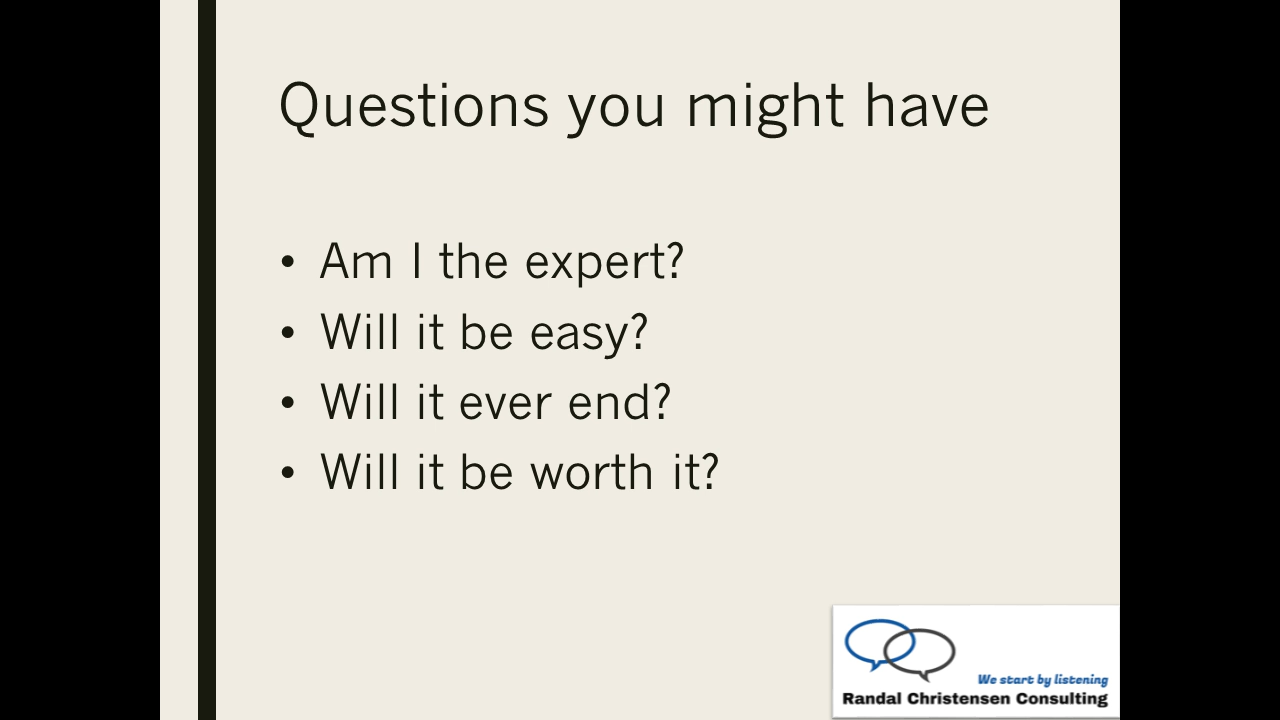 Questions you might have
• Am I the expert?
• Will it be easy?
• Will it ever end?
• Will it be worth it?
We start by listening
Randal Christensen Consulting